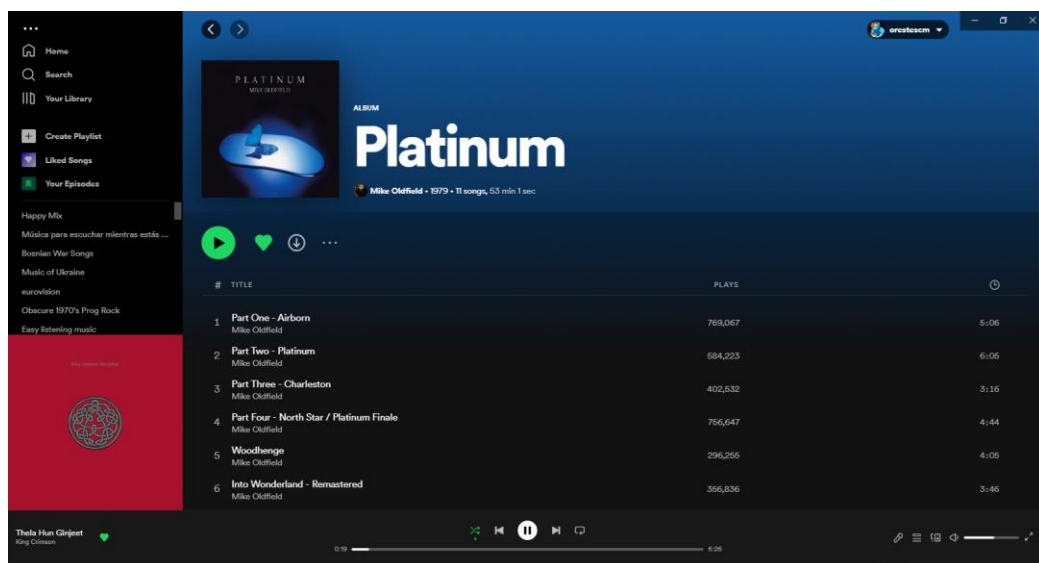 Home
Search
Your Library
Create Playlist
Liked Songs
Your Episodes
Happy Mix
Música para escuchar mientras estás ...
Bosnian War Songs
Music of Ukraine
eurovision
Obscure 1970's Prog Rock
Easy listening music
orestescm
PLATINUM
MIKE OLDFIELD
ALBUM
Platinum
Mike Oldfield • 1979 • 11 songs, 53 min 1 sec
# TITLE PLAYS
1 Part One - Airborn 769,067 5:06
Mike Oldfield
2 Part Two - Platinum 584,223 6:05
Mike Oldfield
3 Part Three - Charleston 402,532 3:16
Mike Oldfield
4 Part Four - North Star / Platinum Finale 756,647 4:44
Mike Oldfield
5 Woodhenge 296,255 4:05
Mike Oldfield
6 Into Wonderland - Remastered 356,836 3:46
Mike Oldfield
Thela Hun Ginjeet
King Crimson
0:19 6:26